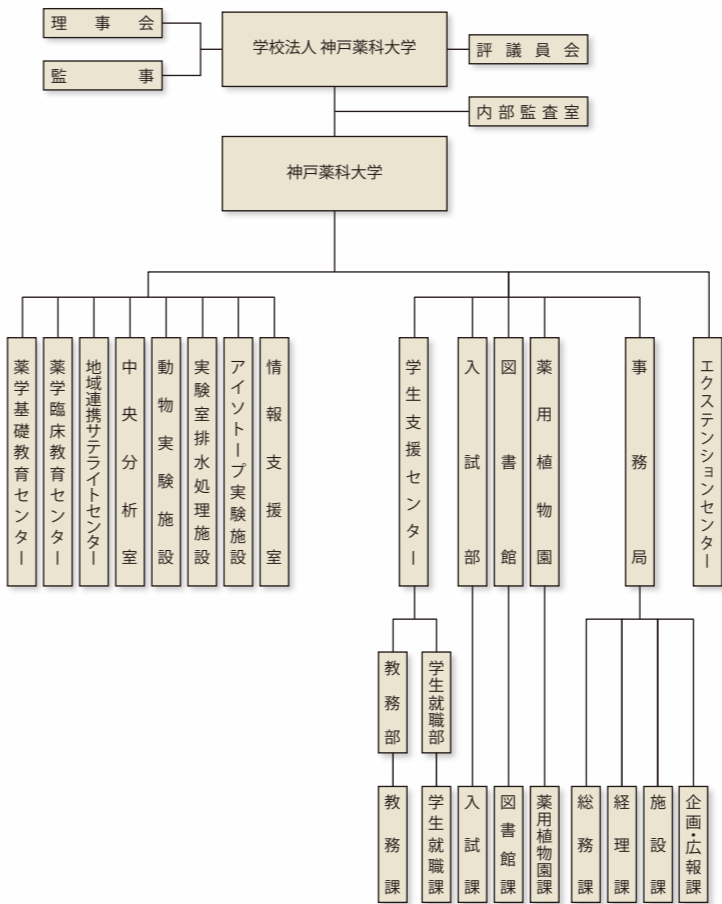 理事会
監事
学校法人 神戸薬科大学
評議員会
内部監査室
神戸薬科大学
薬学基礎教育センター
薬学臨床教育センター
地域連携サテライトセンター
中央分析室
動物実験施設
実験室排水処理施設
アイソトープ実験施設
情報支援室
学生支援センター
入試部
図書館
薬用植物園
事務局
エクステンションセンター
教務部
学生就職部
教務課
学生就職課
入試課
図書館課
薬用植物園課
総務課
経理課
施設課
企画・広報課